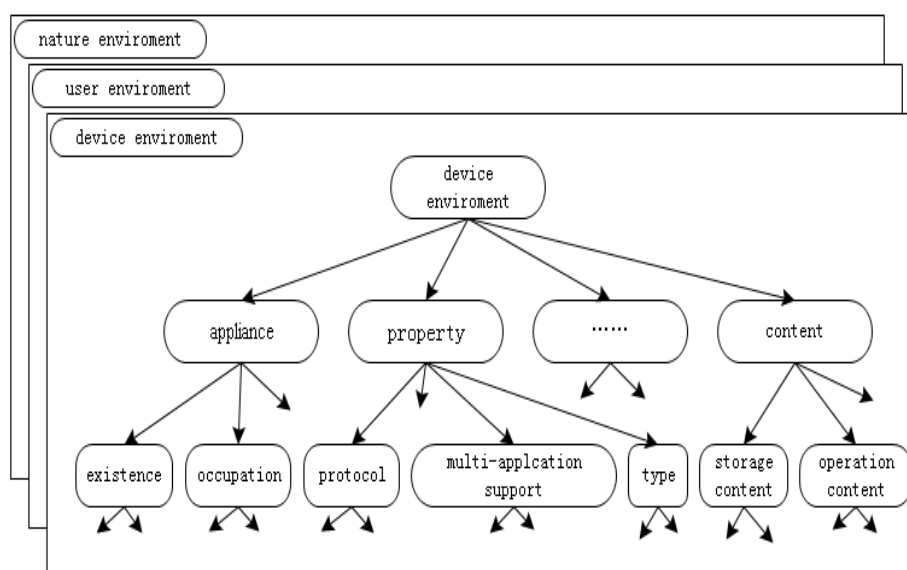 nature enviroment
user enviroment
device enviroment
device
enviroment
appliance
property
……
content
existence
occupation
protocol
multi-applcation
support
type
storage
content
operation
content